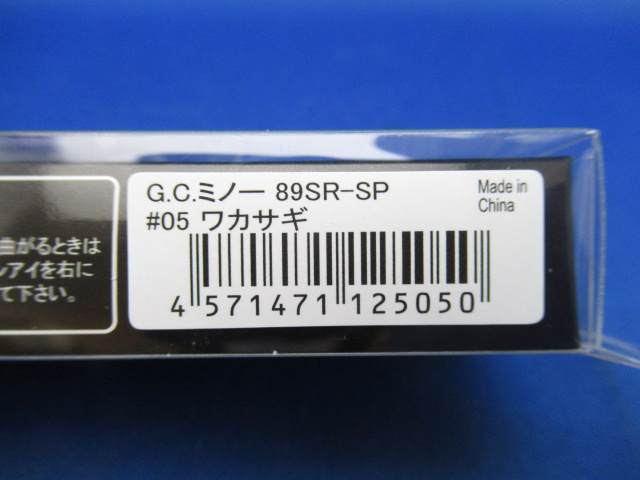 G.C.ミノー 89SR-SP
#05 ワカサギ
Made in
China
4 571471 125050
曲がるときは
アイを右に
て下さい。